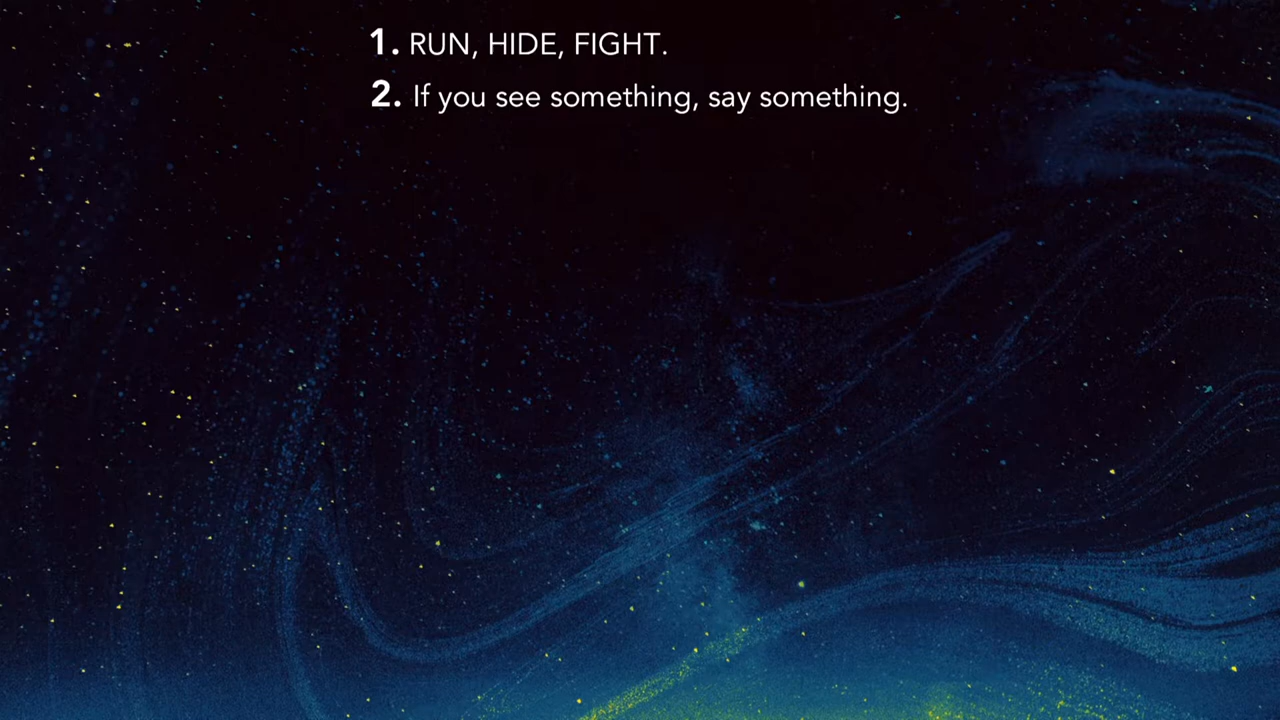 1. RUN, HIDE, FIGHT.
2. If you see something, say something.